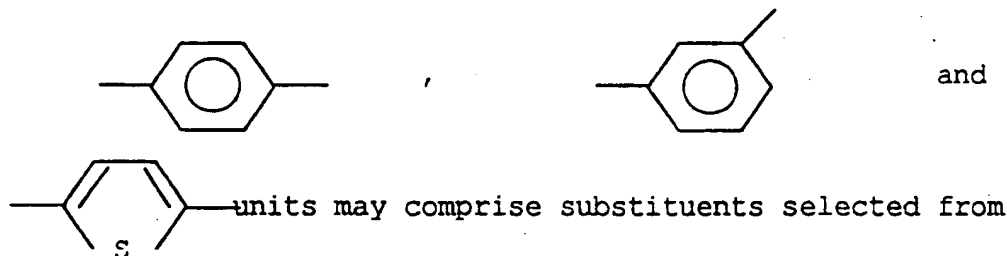 , and
S units may comprise substituents selected from